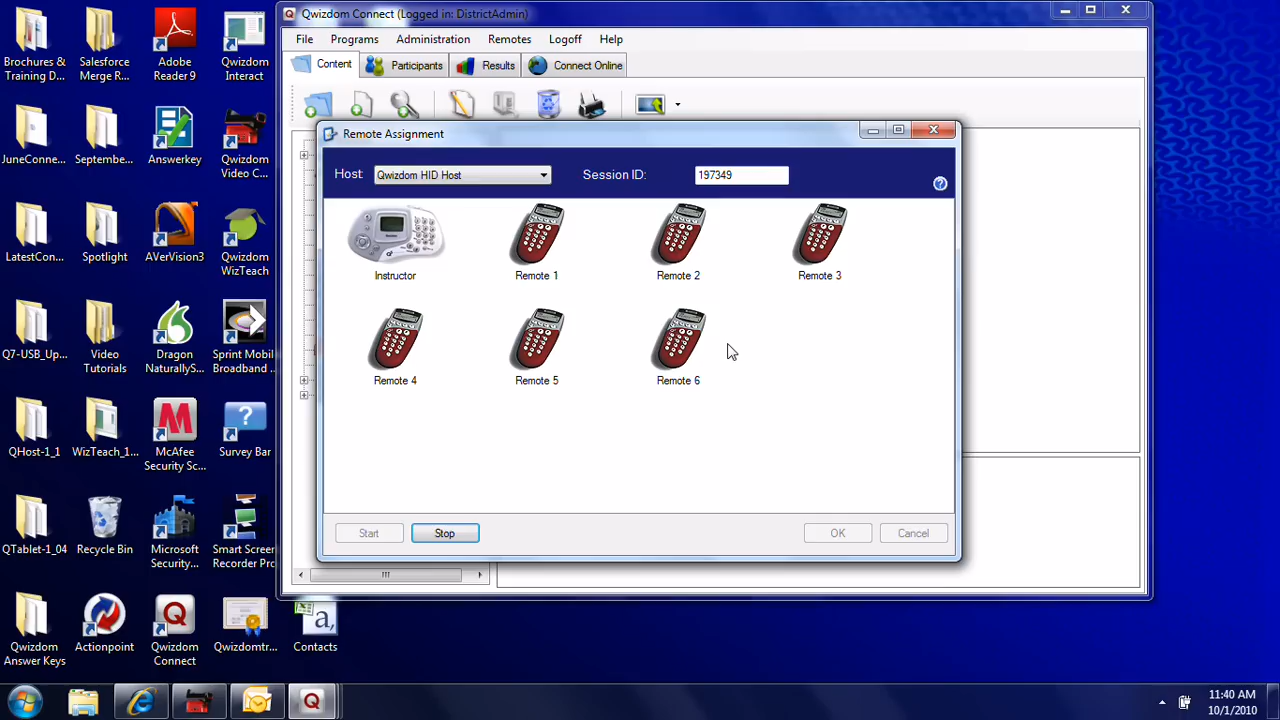 Qwizdom Connect (Logged in: DistrictAdmin)
File Programs Administration Remotes Logoff Help
Content Participants Results Connect Online
Remote Assignment
Host: Qwizdom HID Host Session ID: 197349
Instructor Remote 1 Remote 2 Remote 3
Remote 4 Remote 5 Remote 6
Start Stop OK Cancel
Brochures &
Training D...
Salesforce
Merge R...
Adobe
Reader 9
Qwizdom
Interact
JuneConne...
Septembe...
Answerkey
Qwizdom
Video C...
LatestCon...
Spotlight
AVerVision3
Qwizdom
WizTeach
Q7-USB_Up...
Video
Tutorials
Dragon
NaturallyS...
Sprint Mobil...
Broadband ...
QHost-1_1
WizTeach_1...
McAfee
Security Sc...
Survey Bar
QTablet-1_04
Recycle Bin
Microsoft
Security...
Smart Screen
Recorder Pro
Qwizdom
Answer Keys
Actionpoint
Qwizdom
Connect
Qwizdomtr...
Contacts
11:40 AM
10/1/2010